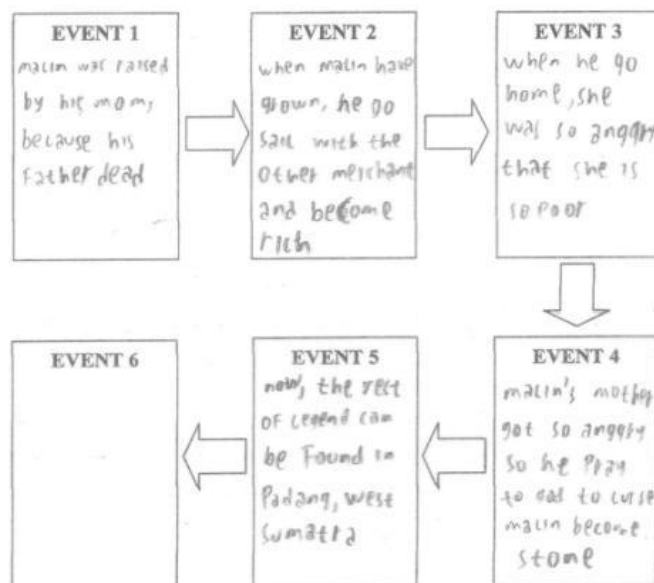 EVENT 1
malin was raised
by his mom,
because his
Father dead
EVENT 2
when malin have
grown, he go
sail with the
other merchant
and become
rich
EVENT 3
when he go
home, she
was so anggry
that she is
so poor
EVENT 4
malin's mother
got so anggry
so he pray
to god to curse
malin become
stone
EVENT 5
now, the rest
of legend can
be Found in
Padang, west
Sumatra
EVENT 6